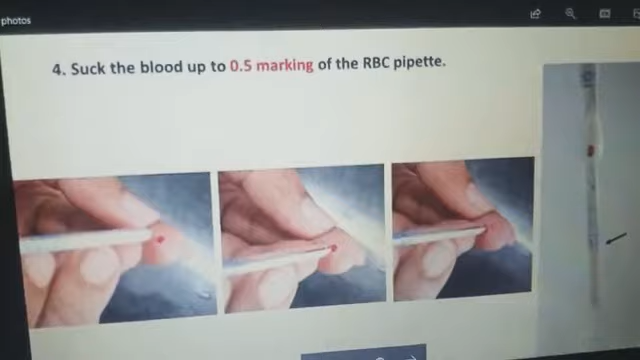 photos
4. Suck the blood up to 0.5 marking of the RBC pipette.